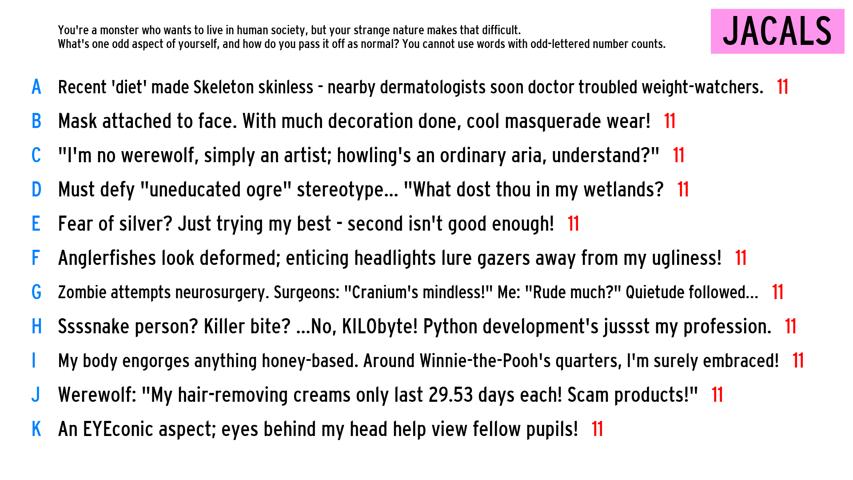 You're a monster who wants to live in human society, but your strange nature makes that difficult.
What's one odd aspect of yourself, and how do you pass it off as normal? You cannot use words with odd-lettered number counts.
JACALS
A Recent 'diet' made Skeleton skinless - nearby dermatologists soon doctor troubled weight-watchers. 11
B Mask attached to face. With much decoration done, cool masquerade wear! 11
C "I'm no werewolf, simply an artist; howling's an ordinary aria, understand?" 11
D Must defy "uneducated ogre" stereotype... "What dost thou in my wetlands? 11
E Fear of silver? Just trying my best - second isn't good enough! 11
F Anglerfishes look deformed; enticing headlights lure gazers away from my ugliness! 11
G Zombie attempts neurosurgery. Surgeons: "Cranium's mindless!" Me: "Rude much?" Quietude followed... 11
H Ssssnake person? Killer bite? ...No, KILObyte! Python development's jussst my profession. 11
I My body engorges anything honey-based. Around Winnie-the-Pooh's quarters, I'm surely embraced! 11
J Werewolf: "My hair-removing creams only last 29.53 days each! Scam products!" 11
K An EYEconic aspect; eyes behind my head help view fellow pupils! 11